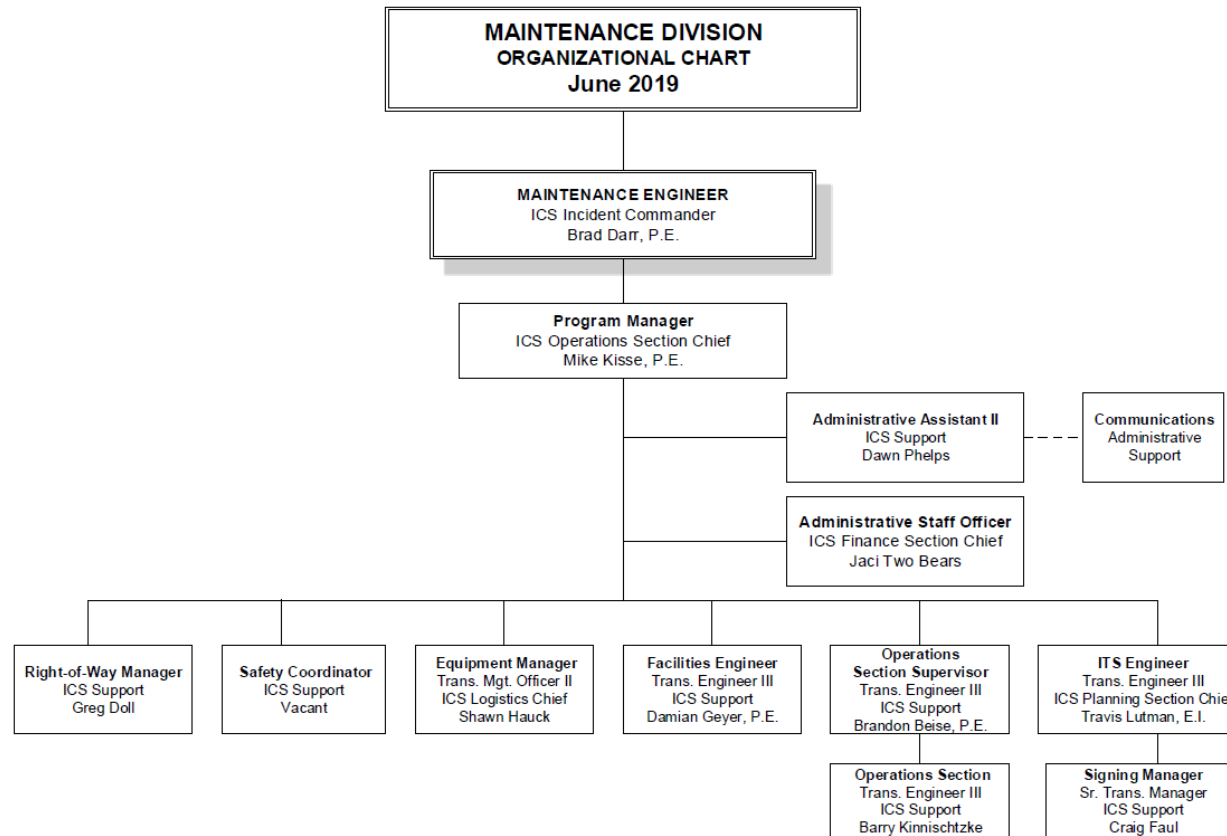 MAINTENANCE DIVISION
ORGANIZATIONAL CHART
June 2019
MAINTENANCE ENGINEER
ICS Incident Commander
Brad Darr, P.E.
Program Manager
ICS Operations Section Chief
Mike Kisse, P.E.
Administrative Assistant II
ICS Support
Dawn Phelps
Communications
Administrative
Support
Administrative Staff Officer
ICS Finance Section Chief
Jaci Two Bears
Right-of-Way Manager
ICS Support
Greg Doll
Safety Coordinator
ICS Support
Vacant
Equipment Manager
Trans. Mgt. Officer II
ICS Logistics Chief
Shawn Hauck
Facilities Engineer
Trans. Engineer III
ICS Support
Damian Geyer, P.E.
Operations
Section Supervisor
Trans. Engineer III
ICS Support
Brandon Beise, P.E.
ITS Engineer
Trans. Engineer III
ICS Planning Section Chief
Travis Lutman, E.I.
Operations Section
Trans. Engineer III
ICS Support
Barry Kinnischtzke
Signing Manager
Sr. Trans. Manager
ICS Support
Craig Faul